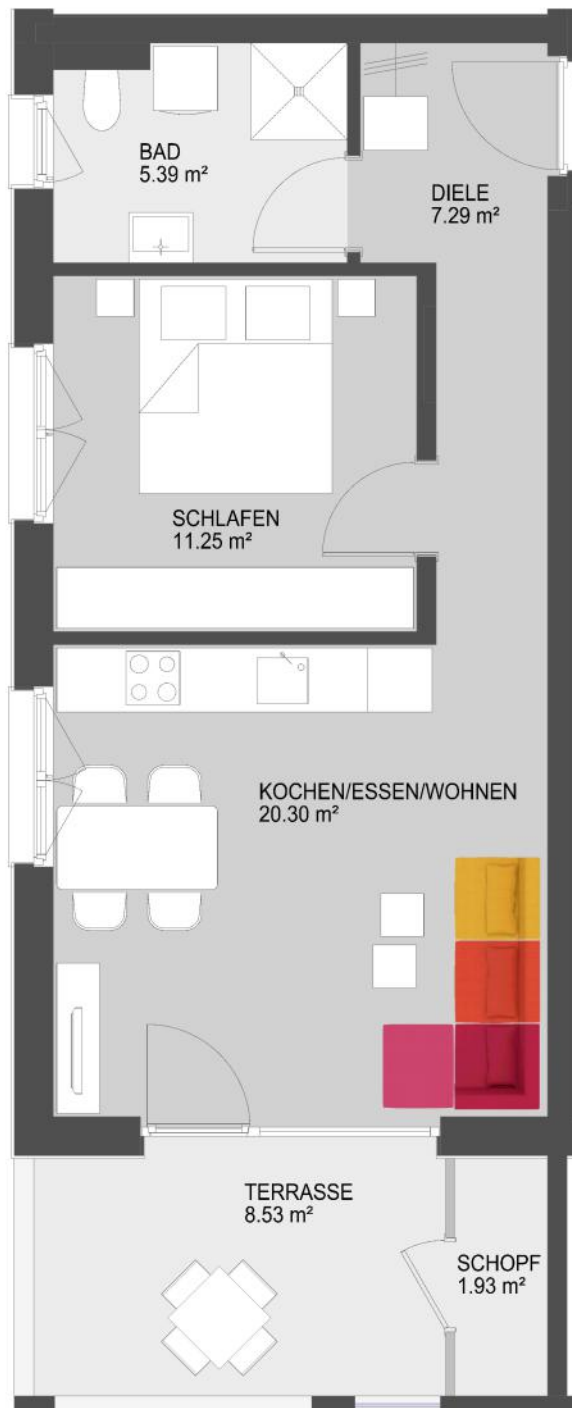 BAD
5.39 m²
DIELE
7.29 m²
SCHLAFEN
11.25 m²
KOCHEN/ESSEN/WOHNEN
20.30 m²
TERRASSE
8.53 m²
SCHOPF
1.93 m²